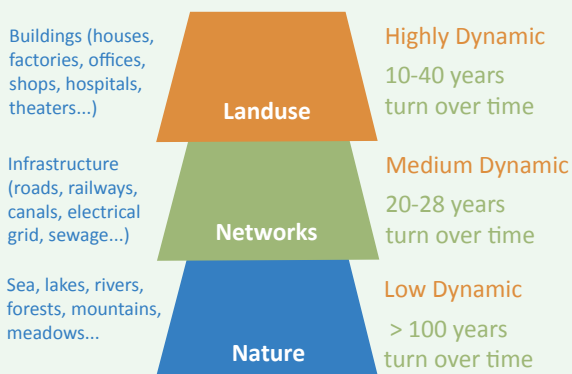 Buildings (houses,
factories, offices,
shops, hospitals,
theaters...)
Landuse
Highly Dynamic
10-40 years
turn over time
Infrastructure
(roads, railways,
canals, electrical
grid, sewage...)
Networks
Medium Dynamic
20-28 years
turn over time
Sea, lakes, rivers,
forests, mountains,
meadows...
Nature
Low Dynamic
> 100 years
turn over time